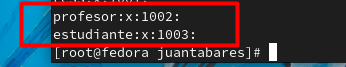 profesor:x:1002:
estudiante:x:1003:
[root@fedora juantabares]#